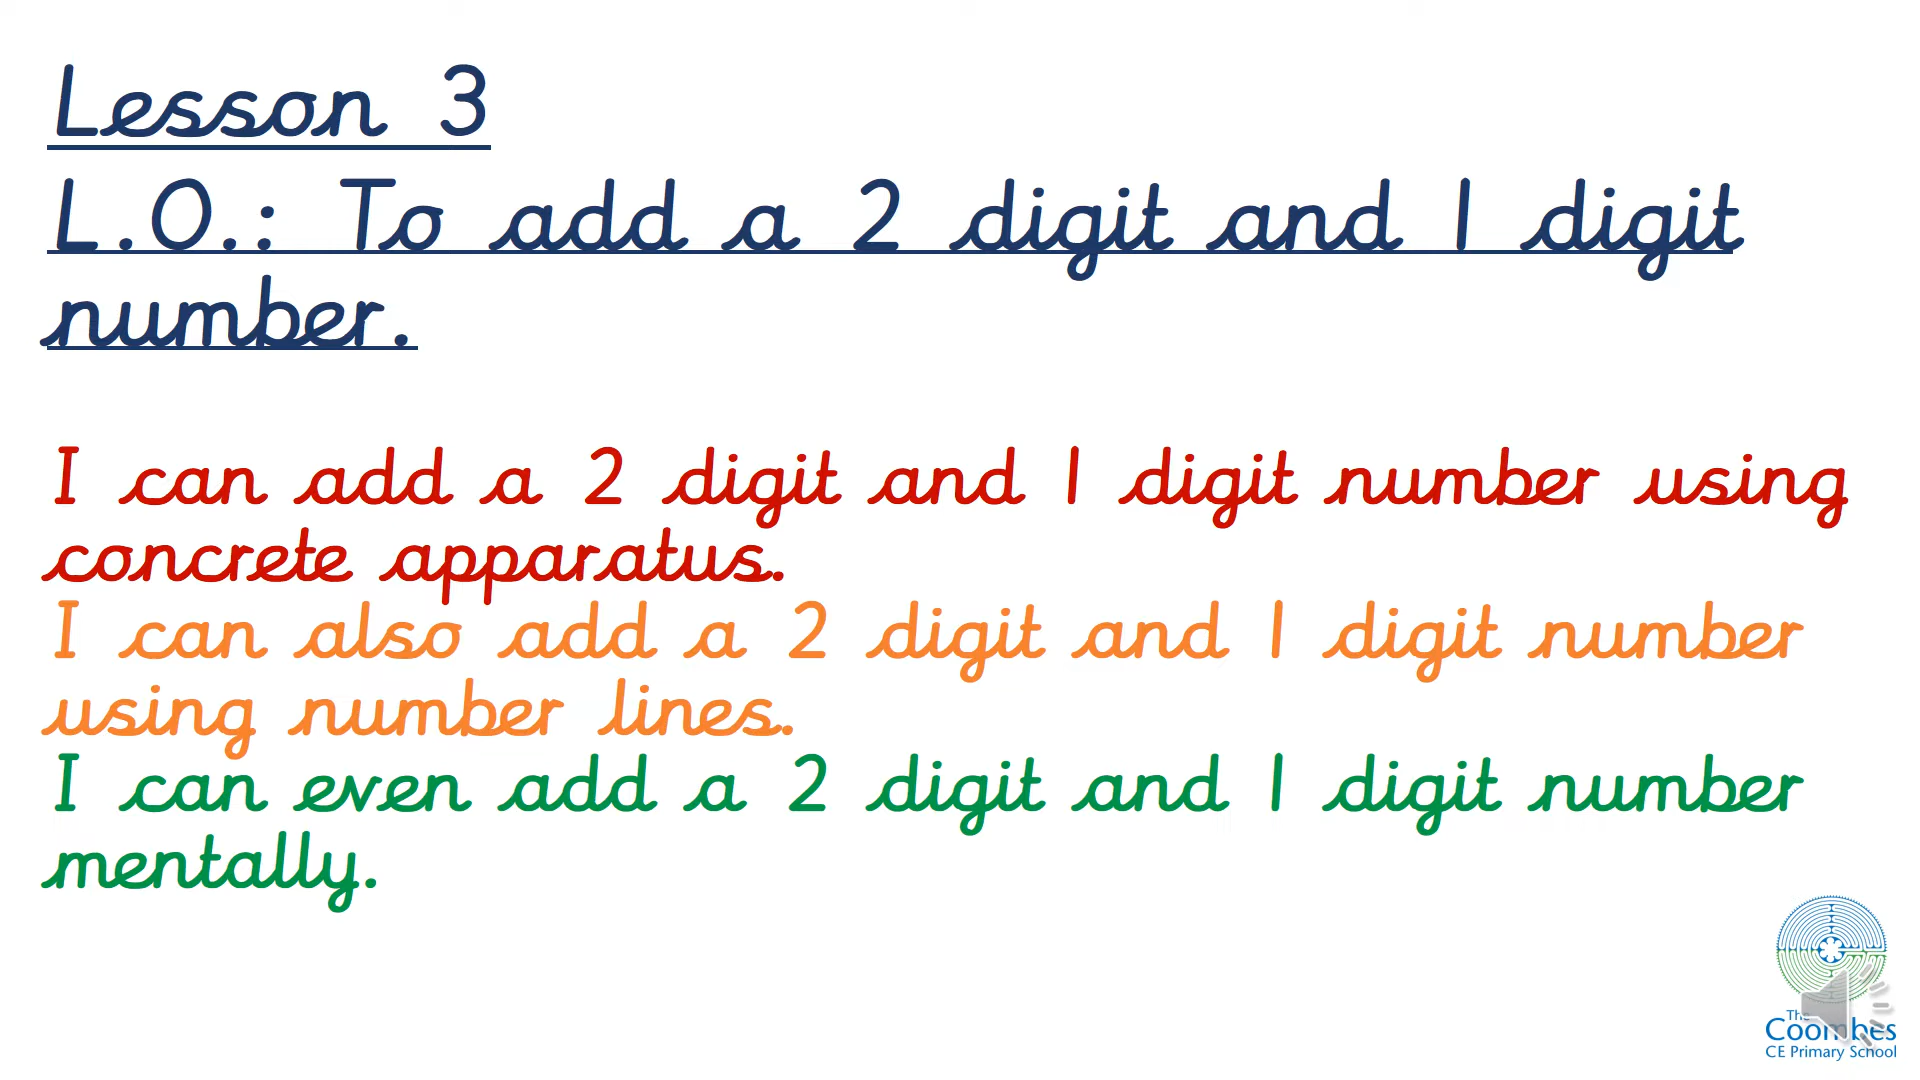 Lesson 3
L.O.: To add a 2 digit and 1 digit
number.
I can add a 2 digit and 1 digit number using
concrete apparatus.
I can also add a 2 digit and 1 digit number
using number lines.
I can even add a 2 digit and 1 digit number
mentally.
The
Coombes
CE Primary School